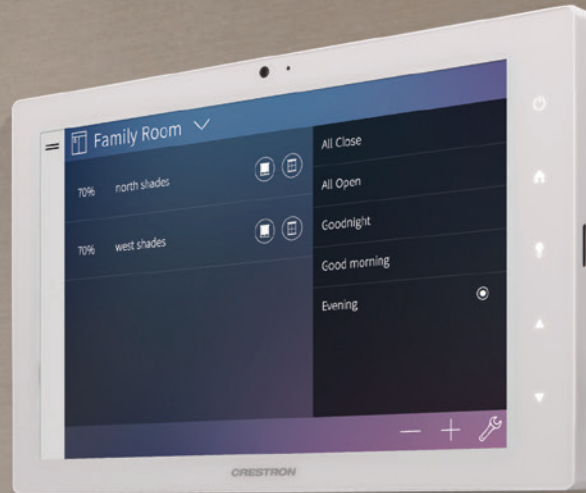 Family Room
70% north shades
70% west shades
All Close
All Open
Goodnight
Good morning
Evening
CRESTRON